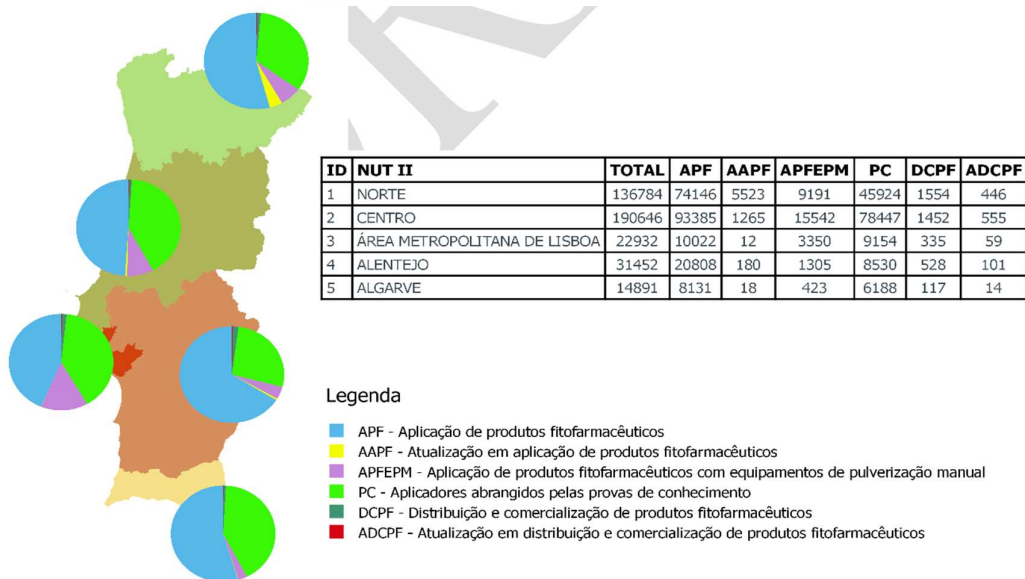 ID NUT II TOTAL APF AAPF APFEPM PC DCPF ADCPF
1 NORTE 136784 74146 5523 9191 45924 1554 446
2 CENTRO 190646 93385 1265 15542 78447 1452 555
3 ÁREA METROPOLITANA DE LISBOA 22932 10022 12 3350 9154 335 59
4 ALENTEJO 31452 20808 180 1305 8530 528 101
5 ALGARVE 14891 8131 18 423 6188 117 14
Legenda
APF - Aplicação de produtos fitofarmacêuticos
AAPF - Atualização em aplicação de produtos fitofarmacêuticos
APFEPM - Aplicação de produtos fitofarmacêuticos com equipamentos de pulverização manual
PC - Aplicadores abrangidos pelas provas de conhecimento
DCPF - Distribuição e comercialização de produtos fitofarmacêuticos
ADCPF - Atualização em distribuição e comercialização de produtos fitofarmacêuticos